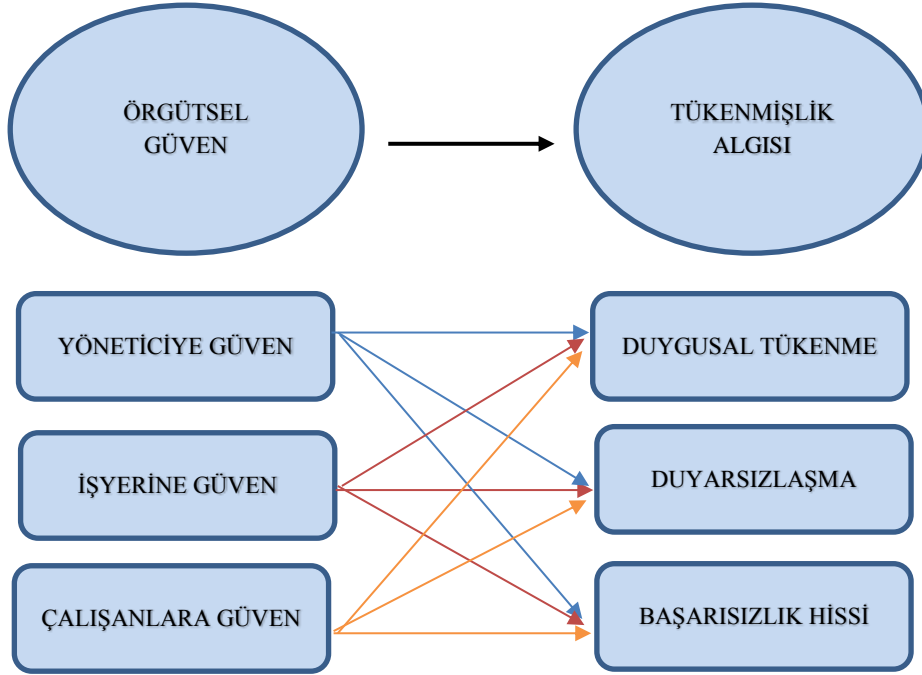 ÖRGÜTSEL
GÜVEN
TÜKENMİŞLİK
ALGISI
YÖNETİCİYE GÜVEN
DUYGUSAL TÜKENME
İŞYERİNE GÜVEN
DUYARSIZLAŞMA
ÇALIŞANLARA GÜVEN
BAŞARISIZLIK HİSSİ